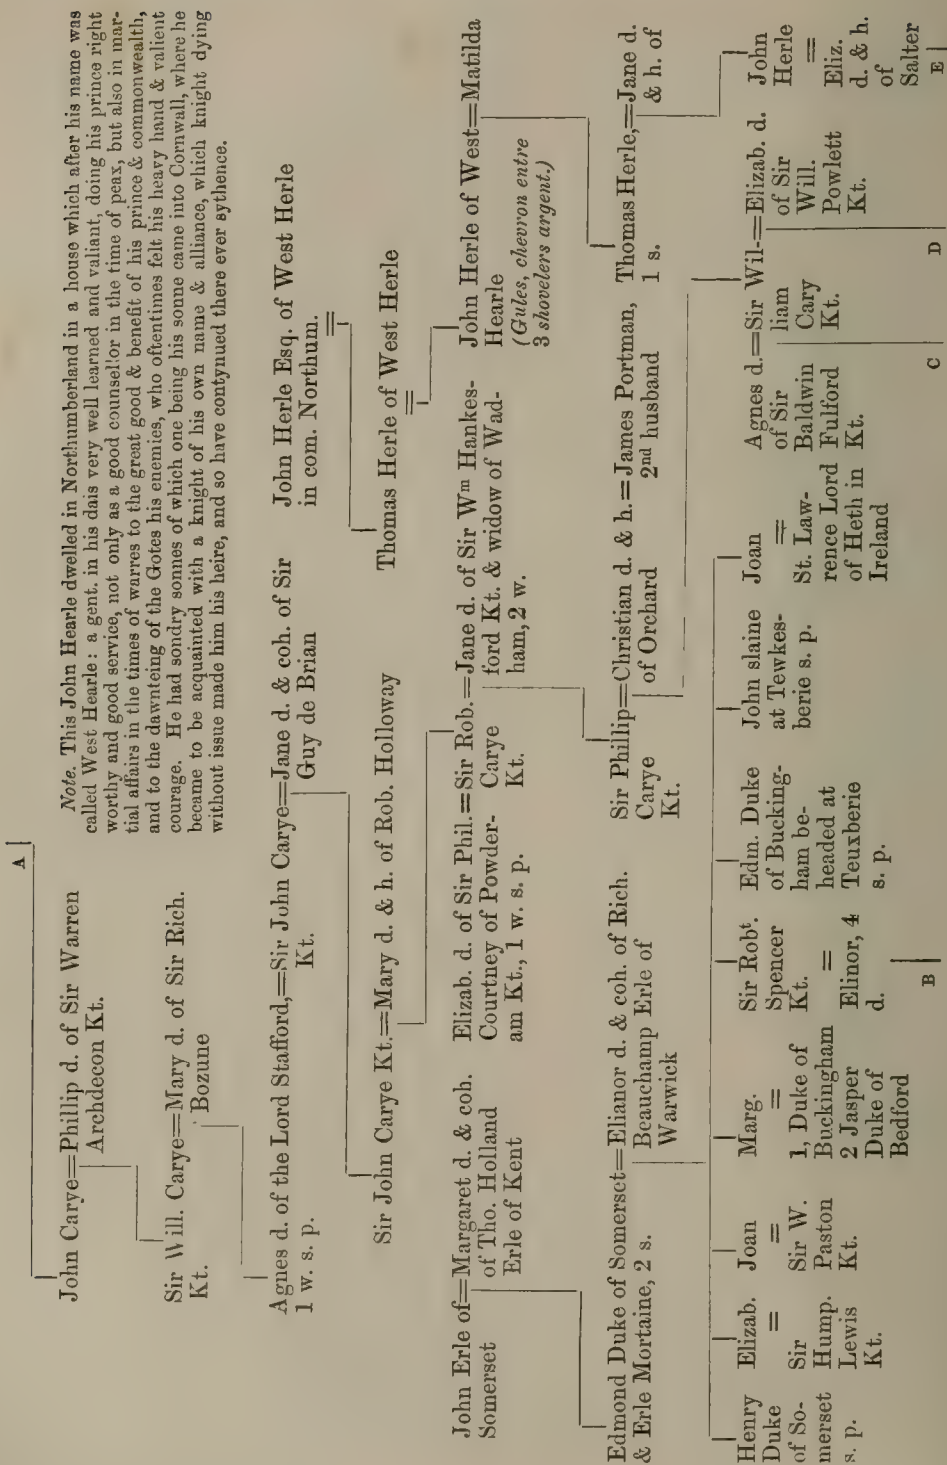 A
Note. This John Hearle dwelled in Northumberland in a house which after his name was
called West Hearle: a gent. in his dais very well learned and valiant, doing his prince right
worthy and good service, not only as a good counsellor in the time of peax, but also in mar-
tial affairs in the times of warres to the great good & benefit of his prince & commonwealth,
and to the dawnteing of the Gotes his enemies, who oftentimes felt his heavy hand & valient
courage. He had sondry sonnes of which one being his sonne came into Cornwall, where he
became to be acquainted with a knight of his own name & alliance, which knight dying
without issue made him his heire, and so have contynued there ever sythence.
John Carye=Phillip d. of Sir Warren
Archdecon Kt.
Sir Will. Carye=Mary d. of Sir Rich.
Kt. Bozune
Agnes d. of the Lord Stafford,=Sir John Carye=Jane d. & coh. of Sir
1 w. s. p. Kt. Guy de Brian
John Herle Esq. of West Herle
in com. Northum.
=
Sir John Carye Kt.=Mary d. & h. of Rob. Holloway
Thomas Herle of West Herle
=
John Erle of=Margaret d. & coh.
Somerset of Tho. Holland
Erle of Kent
Elizab. d. of Sir Phil.=Sir Rob.=Jane d. of Sir Wm Hankes-
Courtney of Powder- Carye ford Kt. & widow of Wad-
am Kt., 1 w. s. p. Kt. ham, 2 w.
John Herle of West=Matilda
Hearle
(Gules, chevron entre
3 shovelers argent.)
Edmond Duke of Somerset=Elianor d. & coh. of Rich.
& Erle Mortaine, 2 s. Beauchamp Erle of
Warwick
Sir Phillip=Christian d. & h.=James Portman,
Carye of Orchard 2nd husband
Kt.
Thomas Herle,=Jane d.
1 s. & h. of
Henry
Duke
of So-
merset
s. p.
Elizab.
=
Sir
Hump.
Lewis
Kt.
Joan
=
Sir W.
Paston
Kt.
Marg.
=
1, Duke of
Buckingham
2 Jasper
Duke of
Bedford
Sir Robt.
Spencer
Kt.
=
Elinor, 4
d.
B
Edm. Duke
of Bucking-
ham be-
headed at
Teuxberie
s. p.
John slaine
at Tewkes-
berie s. p.
Joan
=
St. Law-
rence Lord
of Heth in
Ireland
Agnes d.=Sir Wil-=Elizab. d.
of Sir liam of Sir
Baldwin Cary Will.
Fulford Kt. Powlett
Kt. Kt.
C D
John
Herle
=
Eliz.
d. & h.
of
Salter
E